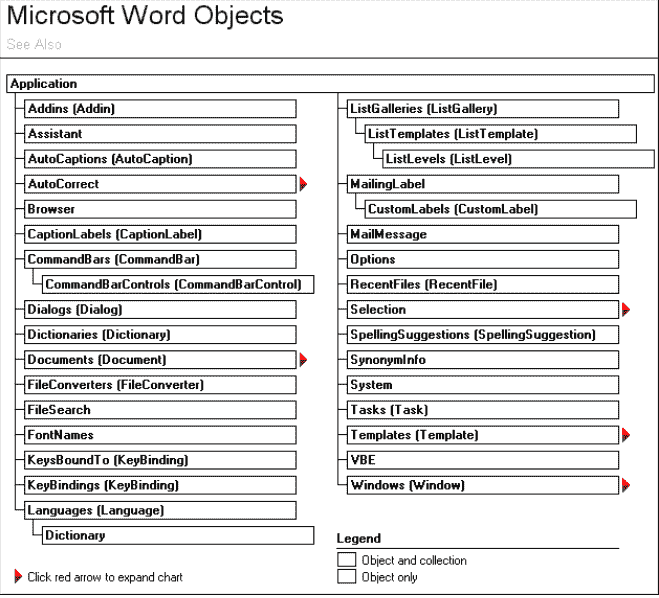 Microsoft Word Objects
See Also
Application
Addins (Addin)
Assistant
AutoCaptions (AutoCaption)
AutoCorrect
Browser
CaptionLabels (CaptionLabel)
CommandBars (CommandBar)
CommandBarControls (CommandBarControl)
Dialogs (Dialog)
Dictionaries (Dictionary)
Documents (Document)
FileConverters (FileConverter)
FileSearch
FontNames
KeysBoundTo (KeyBinding)
KeyBindings (KeyBinding)
Languages (Language)
Dictionary
Click red arrow to expand chart
ListGalleries (ListGallery)
ListTemplates (ListTemplate)
ListLevels (ListLevel)
MailingLabel
CustomLabels (CustomLabel)
MailMessage
Options
RecentFiles (RecentFile)
Selection
SpellingSuggestions (SpellingSuggestion)
SynonymInfo
System
Tasks (Task)
Templates (Template)
VBE
Windows (Window)
Legend
Object and collection
Object only